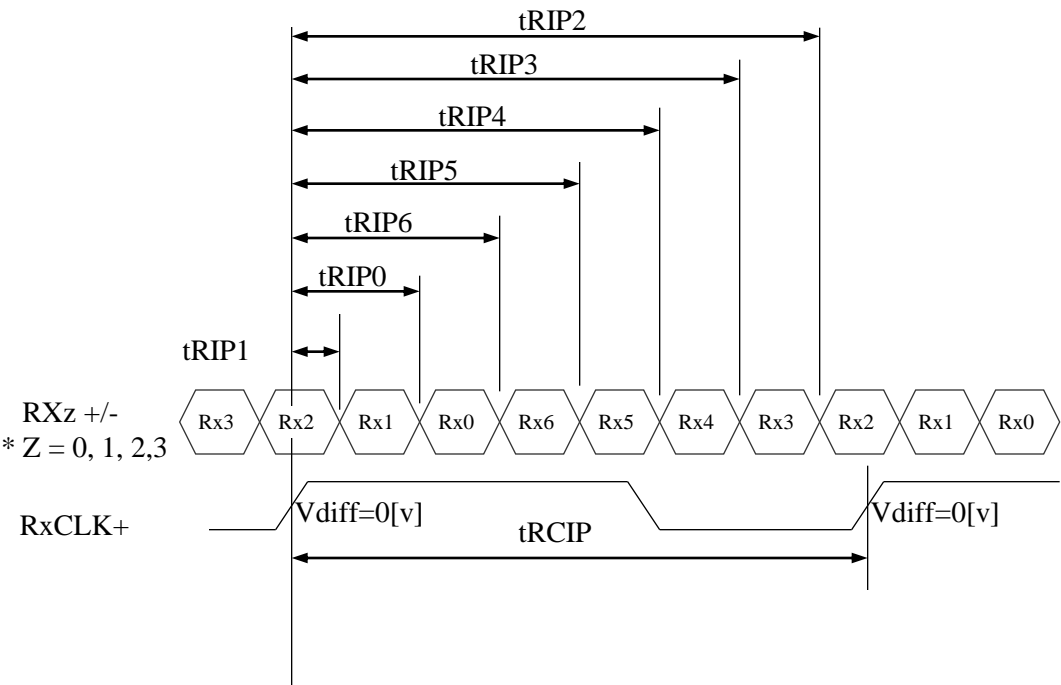 tRIP2
tRIP3
tRIP4
tRIP5
tRIP6
tRIP0
tRIP1
RXz +/-
* Z = 0, 1, 2,3
Rx3 Rx2 Rx1 Rx0 Rx6 Rx5 Rx4 Rx3 Rx2 Rx1 Rx0
RxCLK+
Vdiff=0[v] Vdiff=0[v]
tRCIP